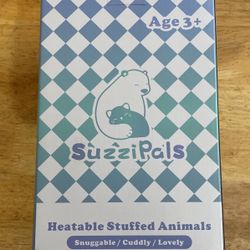 Age 3+
SuzziPals
Heatable Stuffed Animals
Snuggable / Cuddly / Lovely